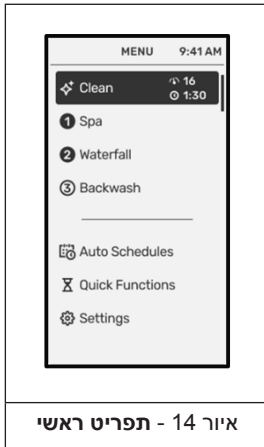 MENU 9:41 AM
Clean 16
1:30
1 Spa
2 Waterfall
3 Backwash
Auto Schedules
Quick Functions
Settings
איור 14 - תפריט ראשי